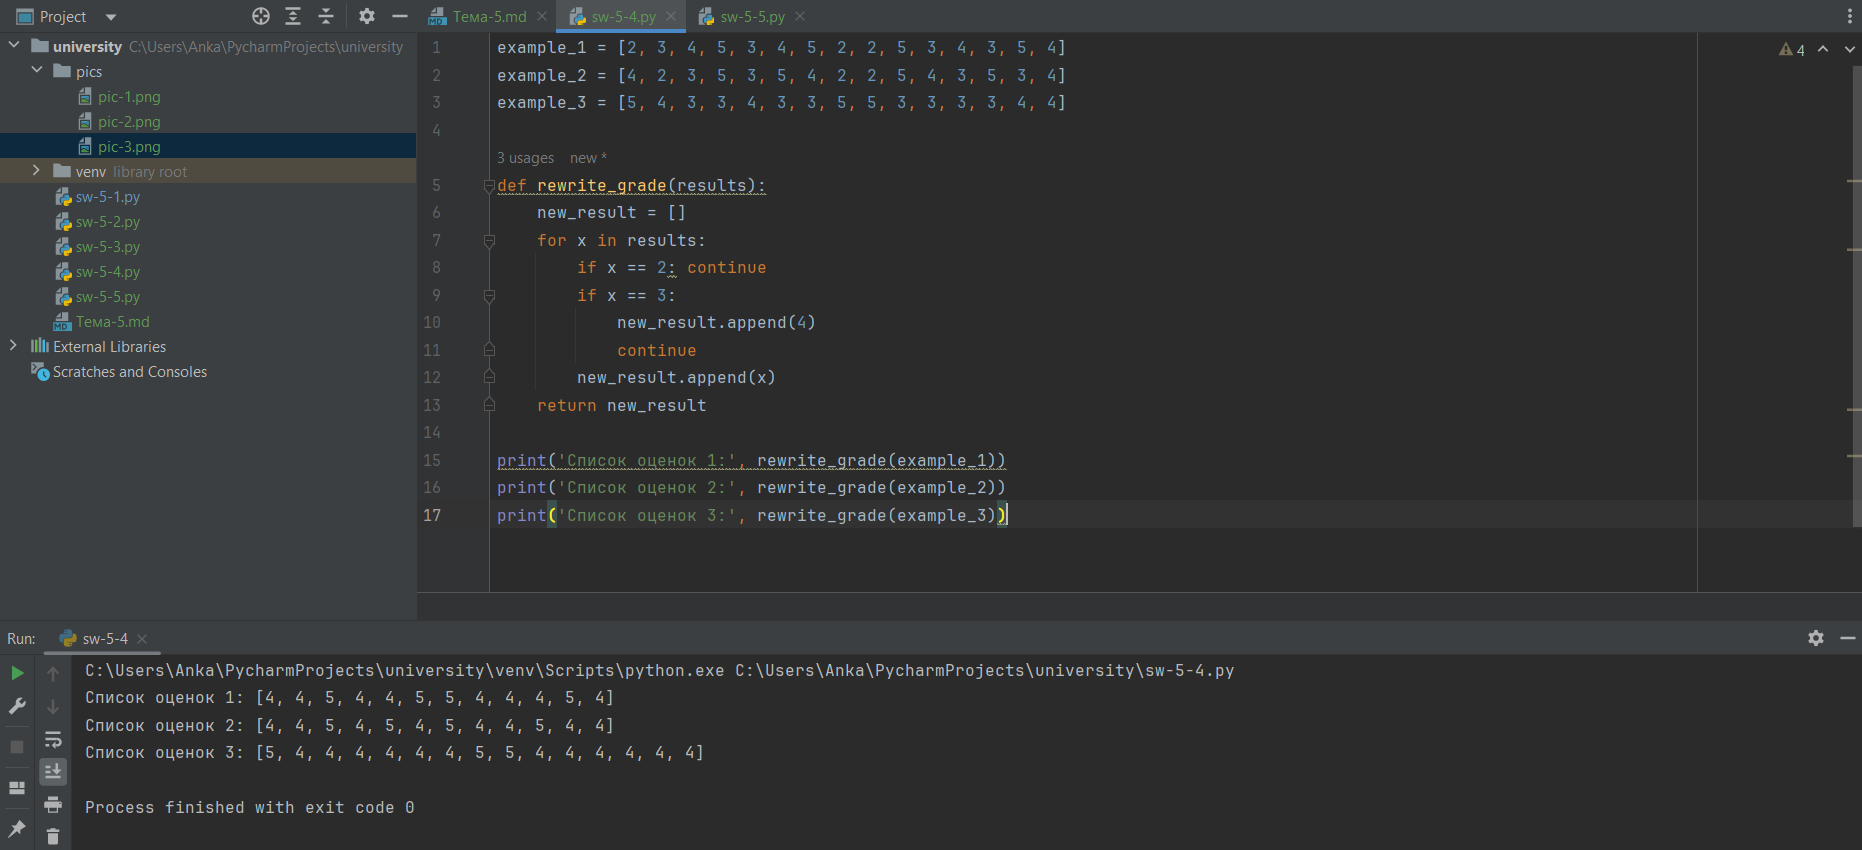 Project
university C:\Users\Anka\PycharmProjects\university
pics
pic-1.png
pic-2.png
pic-3.png
venv library root
sw-5-1.py
sw-5-2.py
sw-5-3.py
sw-5-4.py
sw-5-5.py
MD Тема-5.md
External Libraries
Scratches and Consoles
MD Тема-5.md sw-5-4.py sw-5-5.py
4
1 example_1 = [2, 3, 4, 5, 3, 4, 5, 2, 2, 5, 3, 4, 3, 5, 4]
2 example_2 = [4, 2, 3, 5, 3, 5, 4, 2, 2, 5, 4, 3, 5, 3, 4]
3 example_3 = [5, 4, 3, 3, 4, 3, 3, 5, 5, 3, 3, 3, 3, 4, 4]
4
3 usages new *
5 def rewrite_grade(results):
6 new_result = []
7 for x in results:
8 if x == 2: continue
9 if x == 3:
10 new_result.append(4)
11 continue
12 new_result.append(x)
13 return new_result
14
15 print('Список оценок 1:', rewrite_grade(example_1))
16 print('Список оценок 2:', rewrite_grade(example_2))
17 print('Список оценок 3:', rewrite_grade(example_3))
Run: sw-5-4
C:\Users\Anka\PycharmProjects\university\venv\Scripts\python.exe C:\Users\Anka\PycharmProjects\university\sw-5-4.py
Список оценок 1: [4, 4, 5, 4, 4, 5, 5, 4, 4, 4, 5, 4]
Список оценок 2: [4, 4, 5, 4, 5, 4, 5, 4, 4, 5, 4, 4]
Список оценок 3: [5, 4, 4, 4, 4, 4, 4, 5, 5, 4, 4, 4, 4, 4, 4]
Process finished with exit code 0